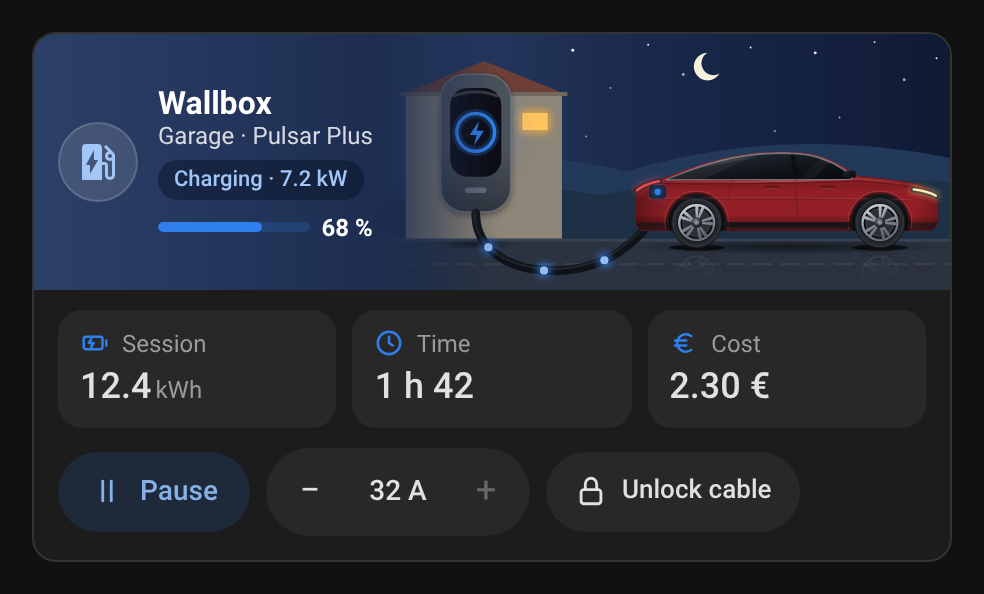 Wallbox
Garage · Pulsar Plus
Charging · 7.2 kW
68 %
Session
12.4 kWh
Time
1 h 42
Cost
2.30 €
Pause
− 32 A +
Unlock cable